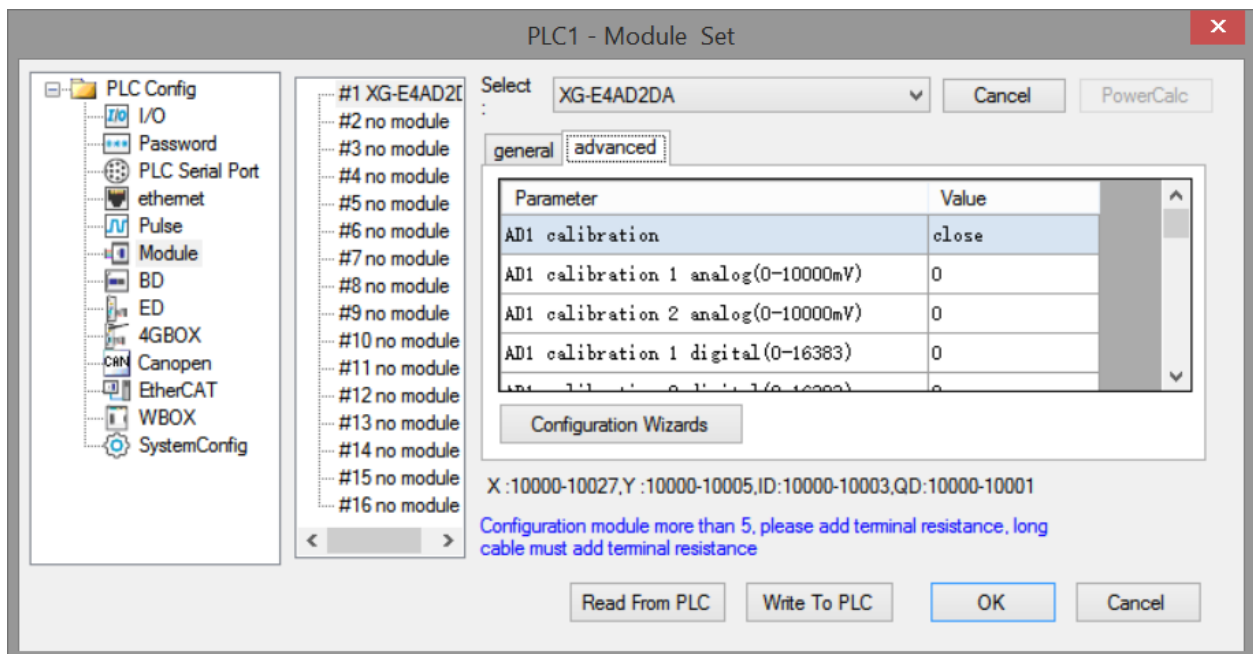 PLC1 - Module Set
x
PLC Config
I/O
I/O
Password
PLC Serial Port
ethernet
Pulse
Module
BD
ED
4GBOX
CAN
Canopen
EtherCAT
WBOX
SystemConfig
#1 XG-E4AD2D
#2 no module
#3 no module
#4 no module
#5 no module
#6 no module
#7 no module
#8 no module
#9 no module
#10 no module
#11 no module
#12 no module
#13 no module
#14 no module
#15 no module
#16 no module
Select
:
XG-E4AD2DA
Cancel
PowerCalc
general
advanced
Parameter Value
AD1 calibration close
AD1 calibration 1 analog(0-10000mV) 0
AD1 calibration 2 analog(0-10000mV) 0
AD1 calibration 1 digital(0-16383) 0
Configuration Wizards
X :10000-10027,Y :10000-10005,ID:10000-10003,QD:10000-10001
Configuration module more than 5, please add terminal resistance, long
cable must add terminal resistance
Read From PLC
Write To PLC
OK
Cancel